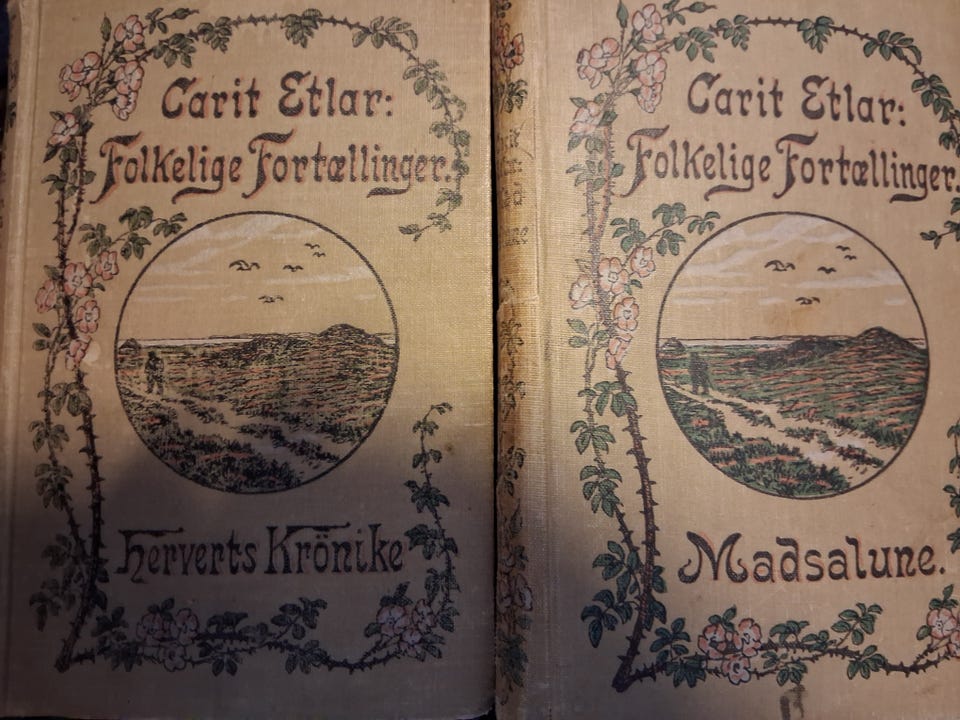 Carit Etlar:
Folkelige Fortællinger.
Herverts Krönike
Carit Etlar:
Folkelige Fortællinger.
Madsalune.